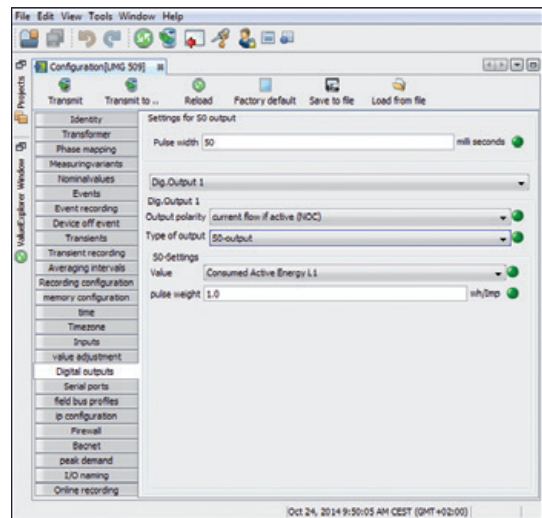 File Edit View Tools Window Help
Configuration[UMG 509]
Transmit Transmit to .. Reload Factory default Save to file Load from file
Projects
ValueExplorer Window
Identity
Transformer
Phase mapping
Measuringvariants
Nominalvalues
Events
Event recording
Device off event
Transients
Transient recording
Averaging intervals
Recording configuration
memory configuration
time
Timezone
Inputs
value adjustment
Digital outputs
Serial ports
field bus profiles
ip configuration
Firewall
Bacnet
peak demand
I/O naming
Online recording
Settings for S0 output
Pulse width 50 mili seconds
Dig.Output 1
Dig.Output 1
Output polarity current flow if active (NOC)
Type of output S0-output
S0-Settings
Value Consumed Active Energy L1
pulse weight 1.0 wh/Imp
Oct 24, 2014 9:50:05 AM CEST (GMT+02:00)